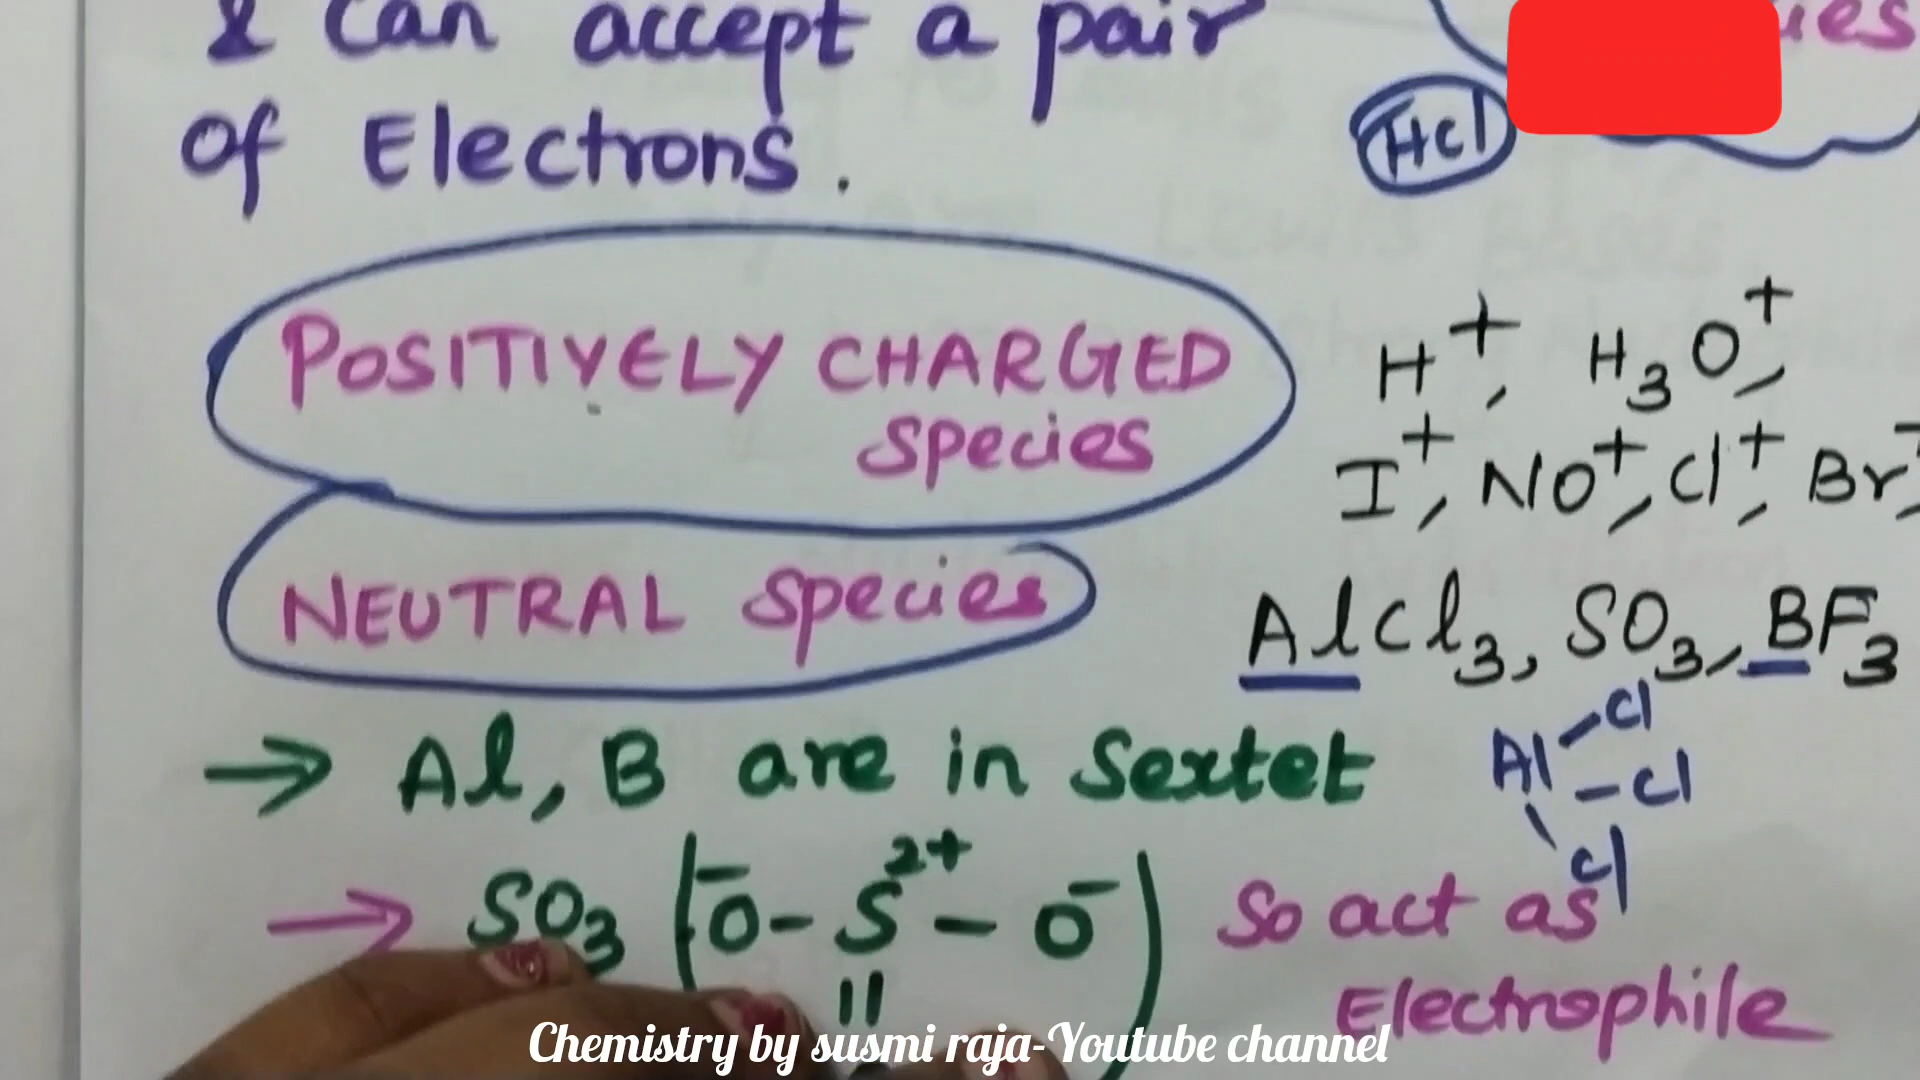 & can accept a pair
of Electrons.
HCl
POSITIVELY CHARGED
species
H⁺, H₃O⁺,
I⁺, NO⁺, Cl⁺, Br
NEUTRAL species
AlCl₃, SO₃, BF₃
→ Al, B are in Sextet
Al - Cl
- Cl
\ Cl
→ SO₃ (⁻O - S²⁺ - O⁻) So act as
||
Electrophile
Chemistry by susmi raja-Youtube channel